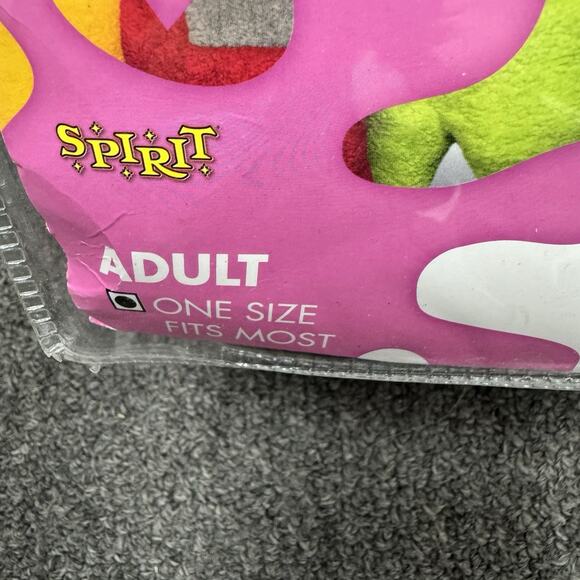 SPIRIT
ADULT
ONE SIZE
FITS MOST